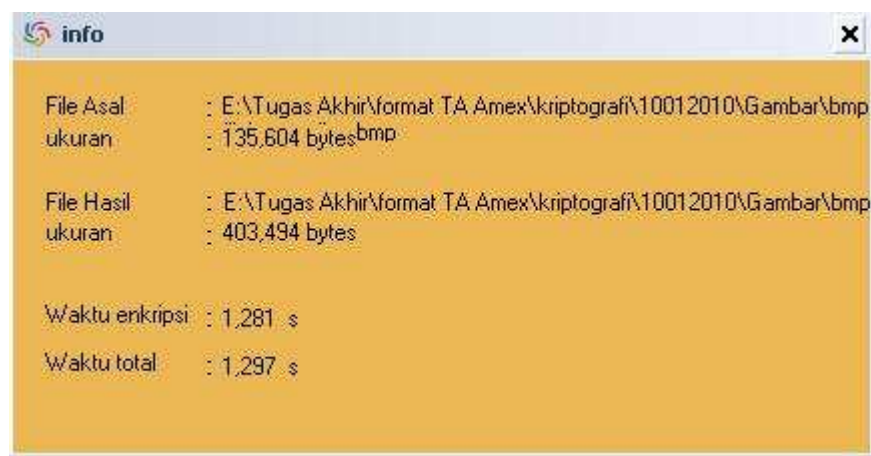 info
File Asal : E:\Tugas Akhir\format TA Amex\kriptografi\10012010\Gambar\bmp
ukuran : 135,604 bytesbmp
File Hasil : E:\Tugas Akhir\format TA Amex\kriptografi\10012010\Gambar\bmp
ukuran : 403,494 bytes
Waktu enkripsi : 1,281 s
Waktu total : 1,297 s